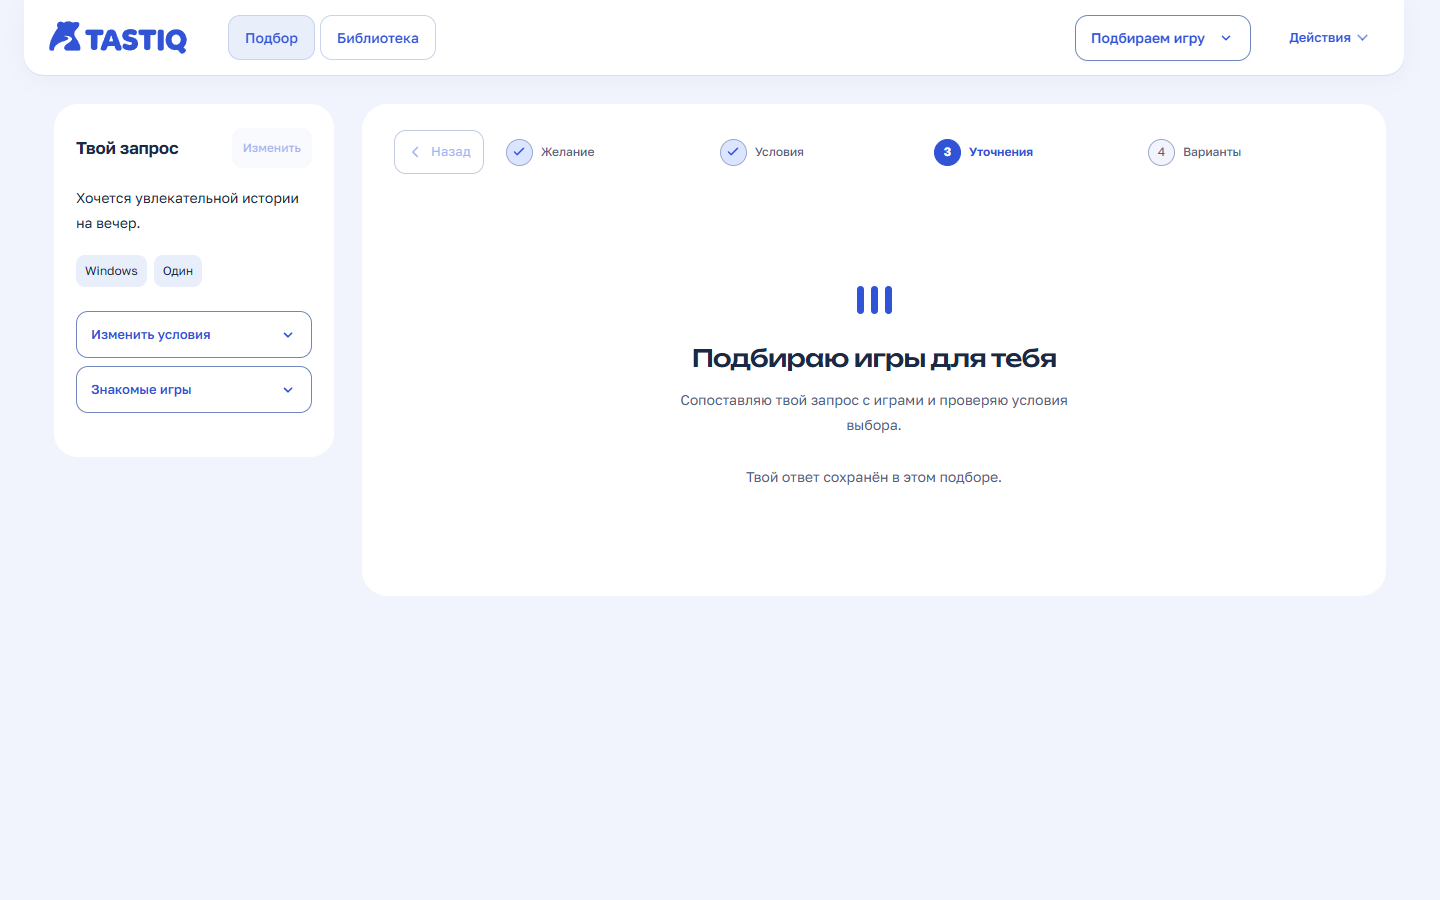 TASTIQ
Подбор
Библиотека
Подбираем игру
Действия
Твой запрос
Изменить
Хочется увлекательной истории
на вечер.
Windows
Один
Изменить условия
Знакомые игры
Назад
Желание
Условия
3
Уточнения
4
Варианты
Подбираю игры для тебя
Сопоставляю твой запрос с играми и проверяю условия
выбора.
Твой ответ сохранён в этом подборе.